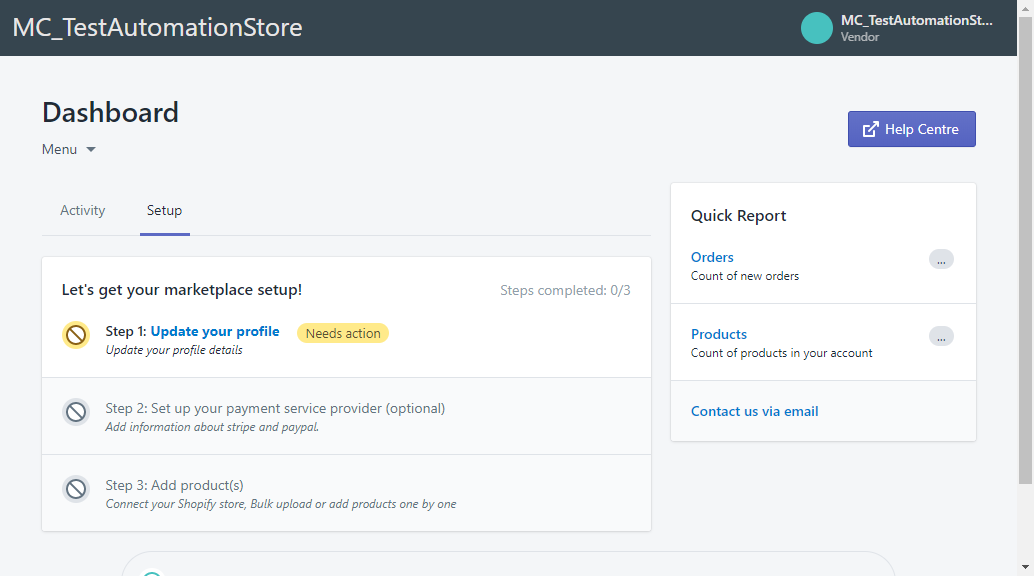 MC_TestAutomationStore
MC_TestAutomationSt...
Vendor
Dashboard
Menu
Help Centre
Activity
Setup
Let's get your marketplace setup!
Steps completed: 0/3
Step 1: Update your profile
Needs action
Update your profile details
Step 2: Set up your payment service provider (optional)
Add information about stripe and paypal.
Step 3: Add product(s)
Connect your Shopify store, Bulk upload or add products one by one
Quick Report
Orders
...
Count of new orders
Products
...
Count of products in your account
Contact us via email